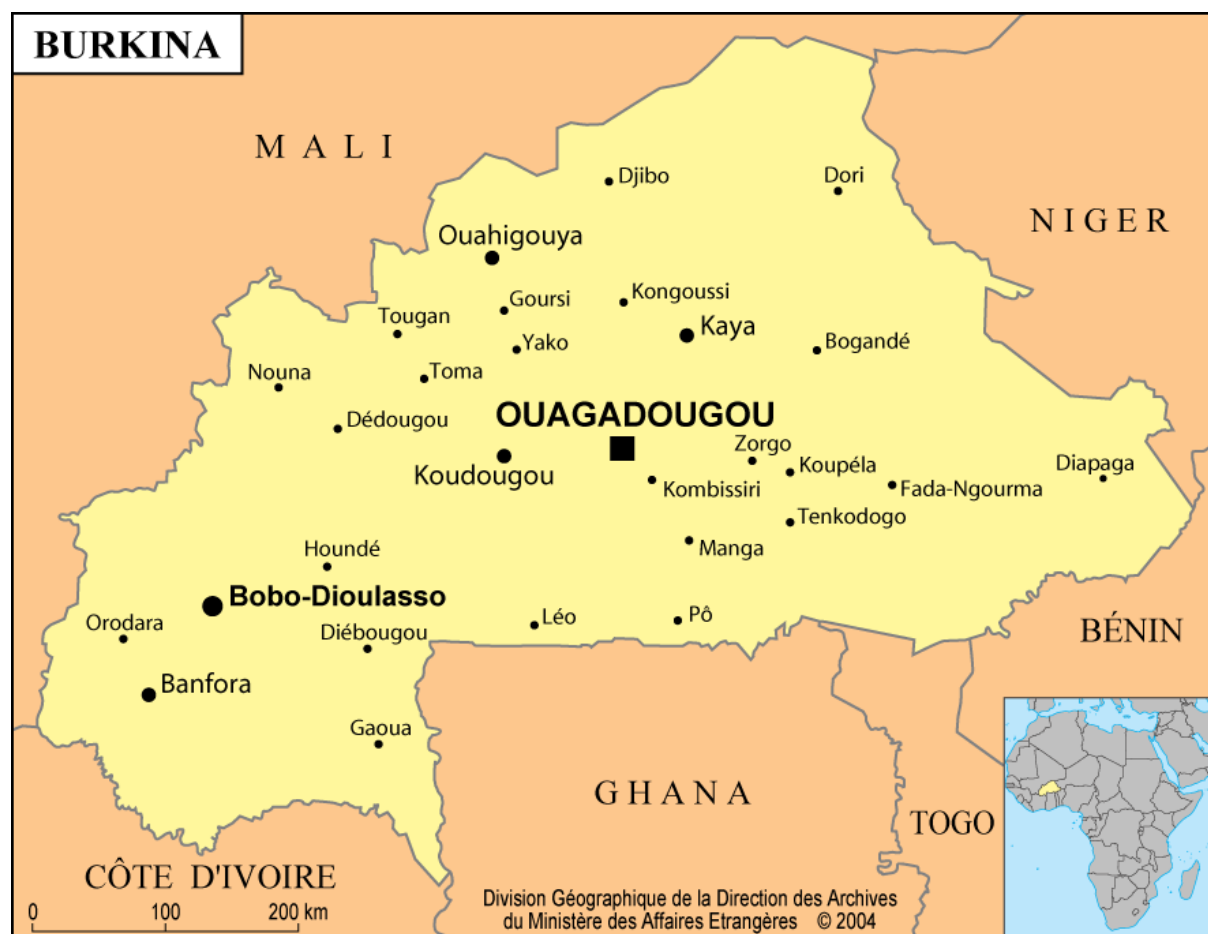 BURKINA
MALI
Djibo
Dori
NIGER
Ouahigouya
Goursi
Kongoussi
Tougan
Kaya
Yako
Bogandé
Nouna
Toma
OUAGADOUGOU
Dédougou
Zorgo
Koudougou
Koupéla
Diapaga
Kombissiri
Fada-Ngourma
Tenkodogo
Houndé
Manga
Bobo-Dioulasso
Orodara
Diébougou
Léo
Pô
BÉNIN
Banfora
Gaoua
GHANA
TOGO
CÔTE D'IVOIRE
0 100 200 km
Division Géographique de la Direction des Archives
du Ministère des Affaires Etrangères © 2004